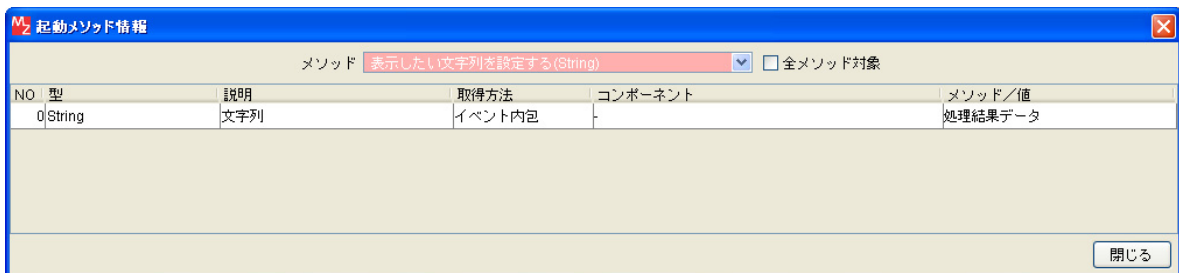 MZ 起動メソッド情報
メソッド 表示したい文字列を設定する(String) 全メソッド対象
NO 型 説明 取得方法 コンポーネント メソッド／値
0 String 文字列 イベント内包 - 処理結果データ
閉じる